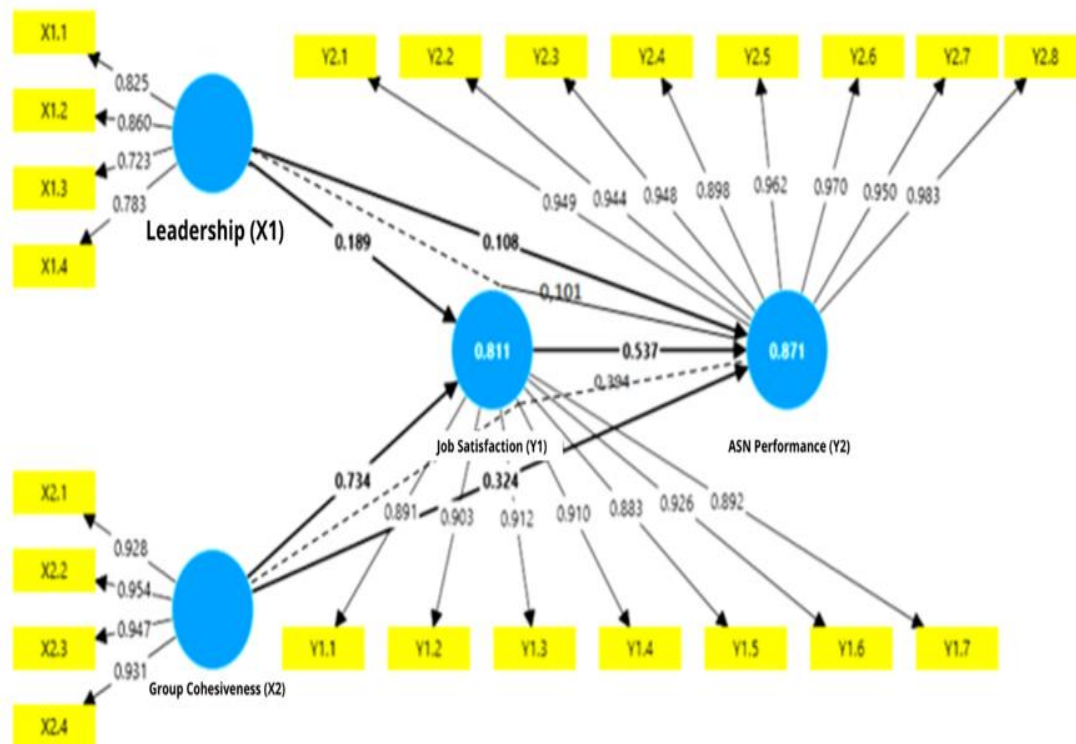 X1.1
X1.2
X1.3
X1.4
0.825
0.860
0.723
0.783
Leadership (X1)
Y2.1
Y2.2
Y2.3
Y2.4
Y2.5
Y2.6
Y2.7
Y2.8
0.949
0.944
0.948
0.898
0.962
0.970
0.950
0.983
0.189
0.108
0,101
0.811
0.537
0.871
0.394
Job Satisfaction (Y1)
ASN Performance (Y2)
0.734
0.324
X2.1
X2.2
X2.3
X2.4
0.928
0.954
0.947
0.931
Group Cohesiveness (X2)
0.891
0.903
0.912
0.910
0.883
0.926
0.892
Y1.1
Y1.2
Y1.3
Y1.4
Y1.5
Y1.6
Y1.7